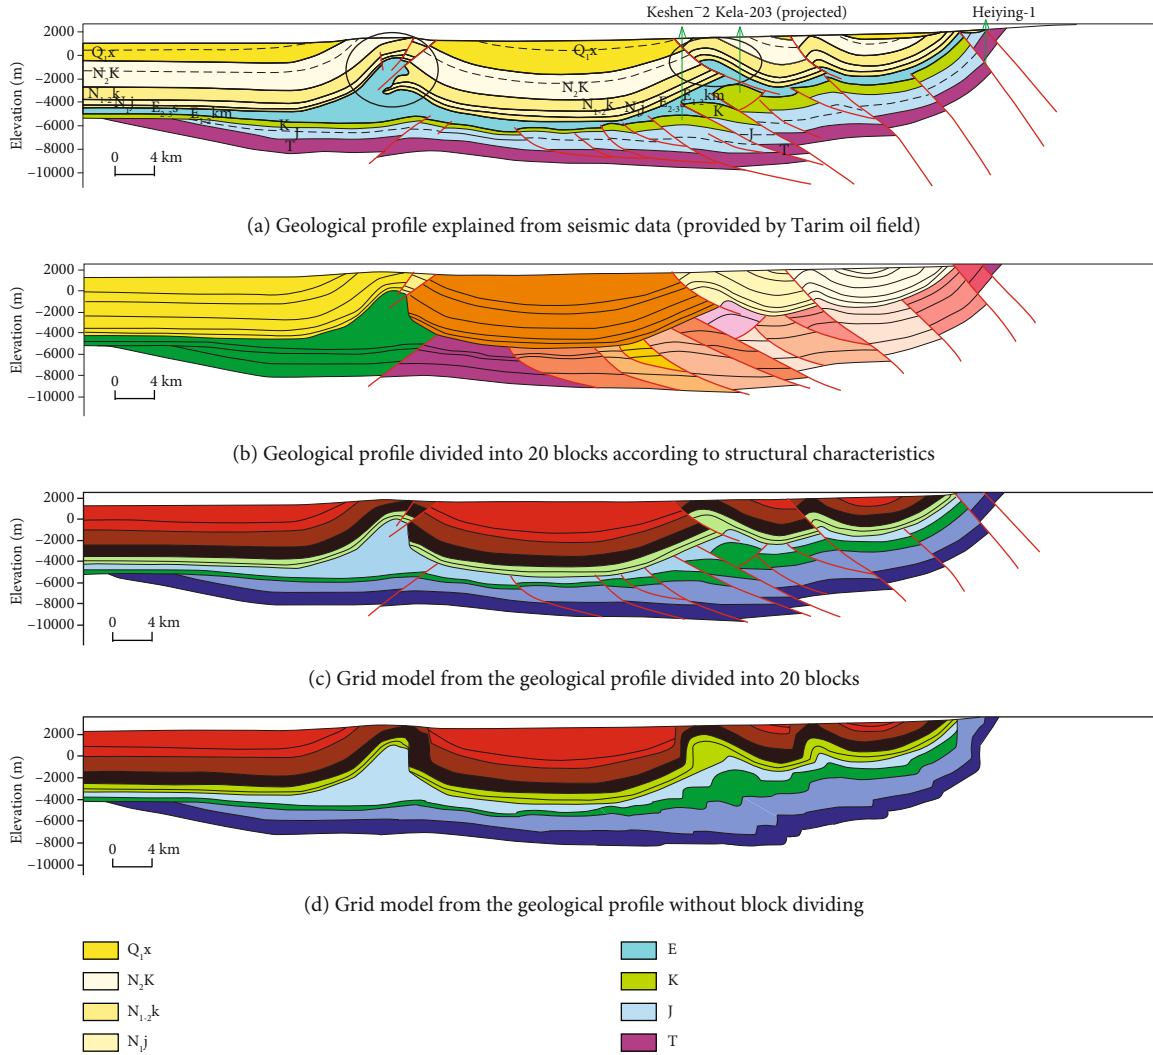 Keshen-2 Kela-203 (projected) Heiying-1
Elevation (m)
2000
0
−2000
−4000
−6000
−8000
−10000
Q₁x
N₂K
N₁₋₂k
N₁j
E₂₋₃s
E₁₋₂km
K
J
T
Q₁x
N₂K
N₁₋₂k
N₁j
E₂₋₃s
E₁₋₂km
K
J
T
0 4 km
(a) Geological profile explained from seismic data (provided by Tarim oil field)
Elevation (m)
2000
0
−2000
−4000
−6000
−8000
−10000
0 4 km
(b) Geological profile divided into 20 blocks according to structural characteristics
Elevation (m)
2000
0
−2000
−4000
−6000
−8000
−10000
0 4 km
(c) Grid model from the geological profile divided into 20 blocks
Elevation (m)
2000
0
−2000
−4000
−6000
−8000
−10000
0 4 km
(d) Grid model from the geological profile without block dividing
Q₁x
N₂K
N₁₋₂k
N₁j
E
K
J
T